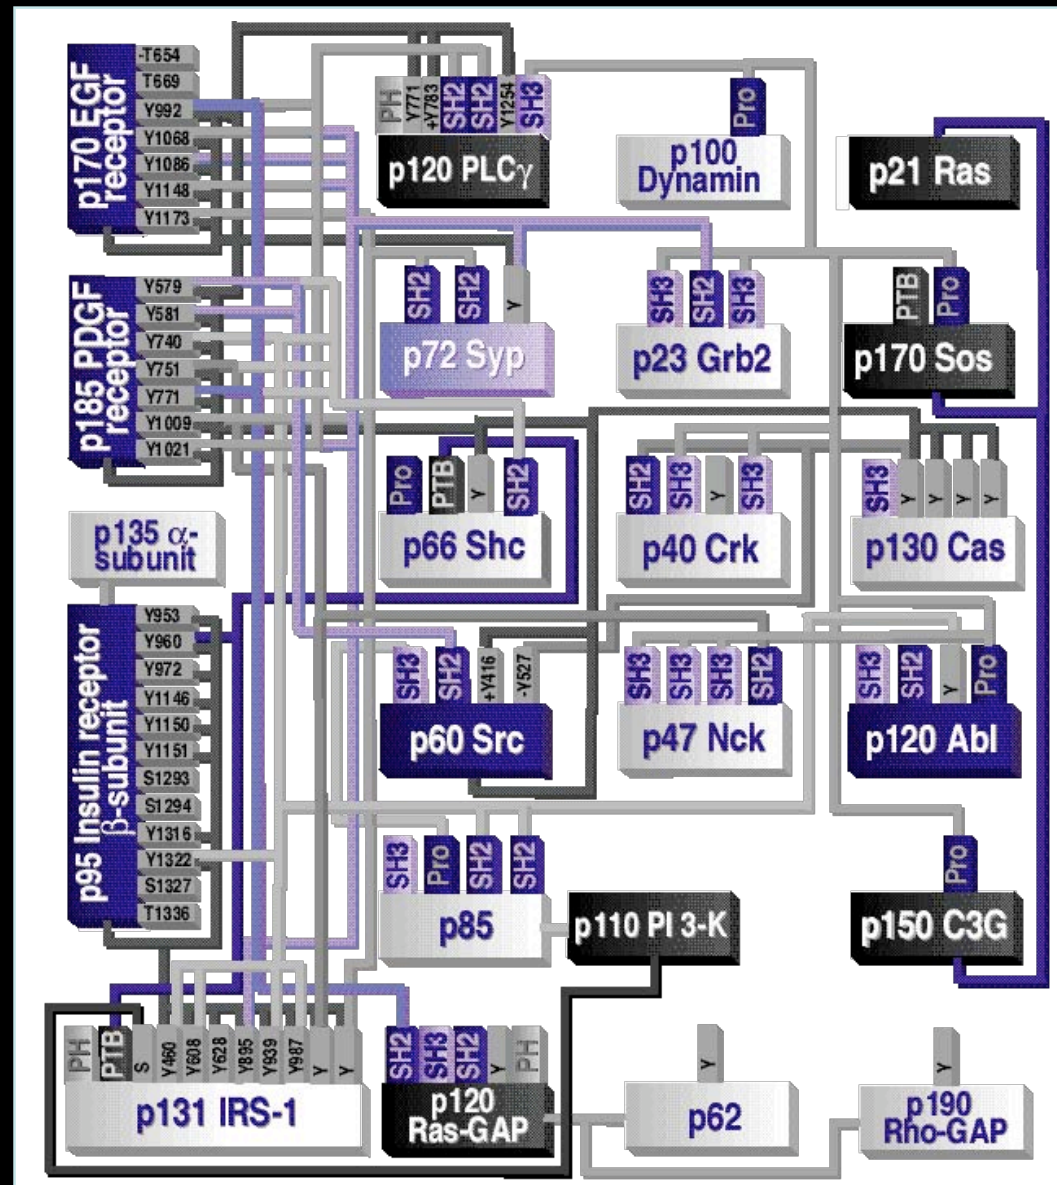 p170 EGF
receptor
-T654
T669
Y992
Y1068
Y1086
Y1148
Y1173
PH
Y771
+Y783
SH2
SH2
Y1254
SH3
p120 PLCγ
Pro
p100
Dynamin
p21 Ras
p185 PDGF
receptor
Y579
Y581
Y740
Y751
Y771
Y1009
Y1021
SH2
SH2
Y
p72 Syp
SH3
SH2
SH3
p23 Grb2
PTB
Pro
p170 Sos
Pro
PTB
Y
SH2
p66 Shc
SH2
SH3
Y
SH3
p40 Crk
SH3
Y
Y
Y
Y
p130 Cas
p135 α-
subunit
p95 Insulin receptor
β-subunit
Y953
Y960
Y972
Y1146
Y1150
Y1151
S1293
S1294
Y1316
Y1322
S1327
T1336
SH3
SH2
+Y416
-Y527
p60 Src
SH3
SH3
SH3
SH2
p47 Nck
SH3
SH2
Y
Pro
p120 Abl
SH3
Pro
SH2
SH2
p85
p110 PI 3-K
Pro
p150 C3G
PH
PTB
S
Y460
Y608
Y628
Y895
Y939
Y987
Y
Y
p131 IRS-1
SH2
SH3
SH2
Y
PH
p120
Ras-GAP
Y
p62
Y
p190
Rho-GAP